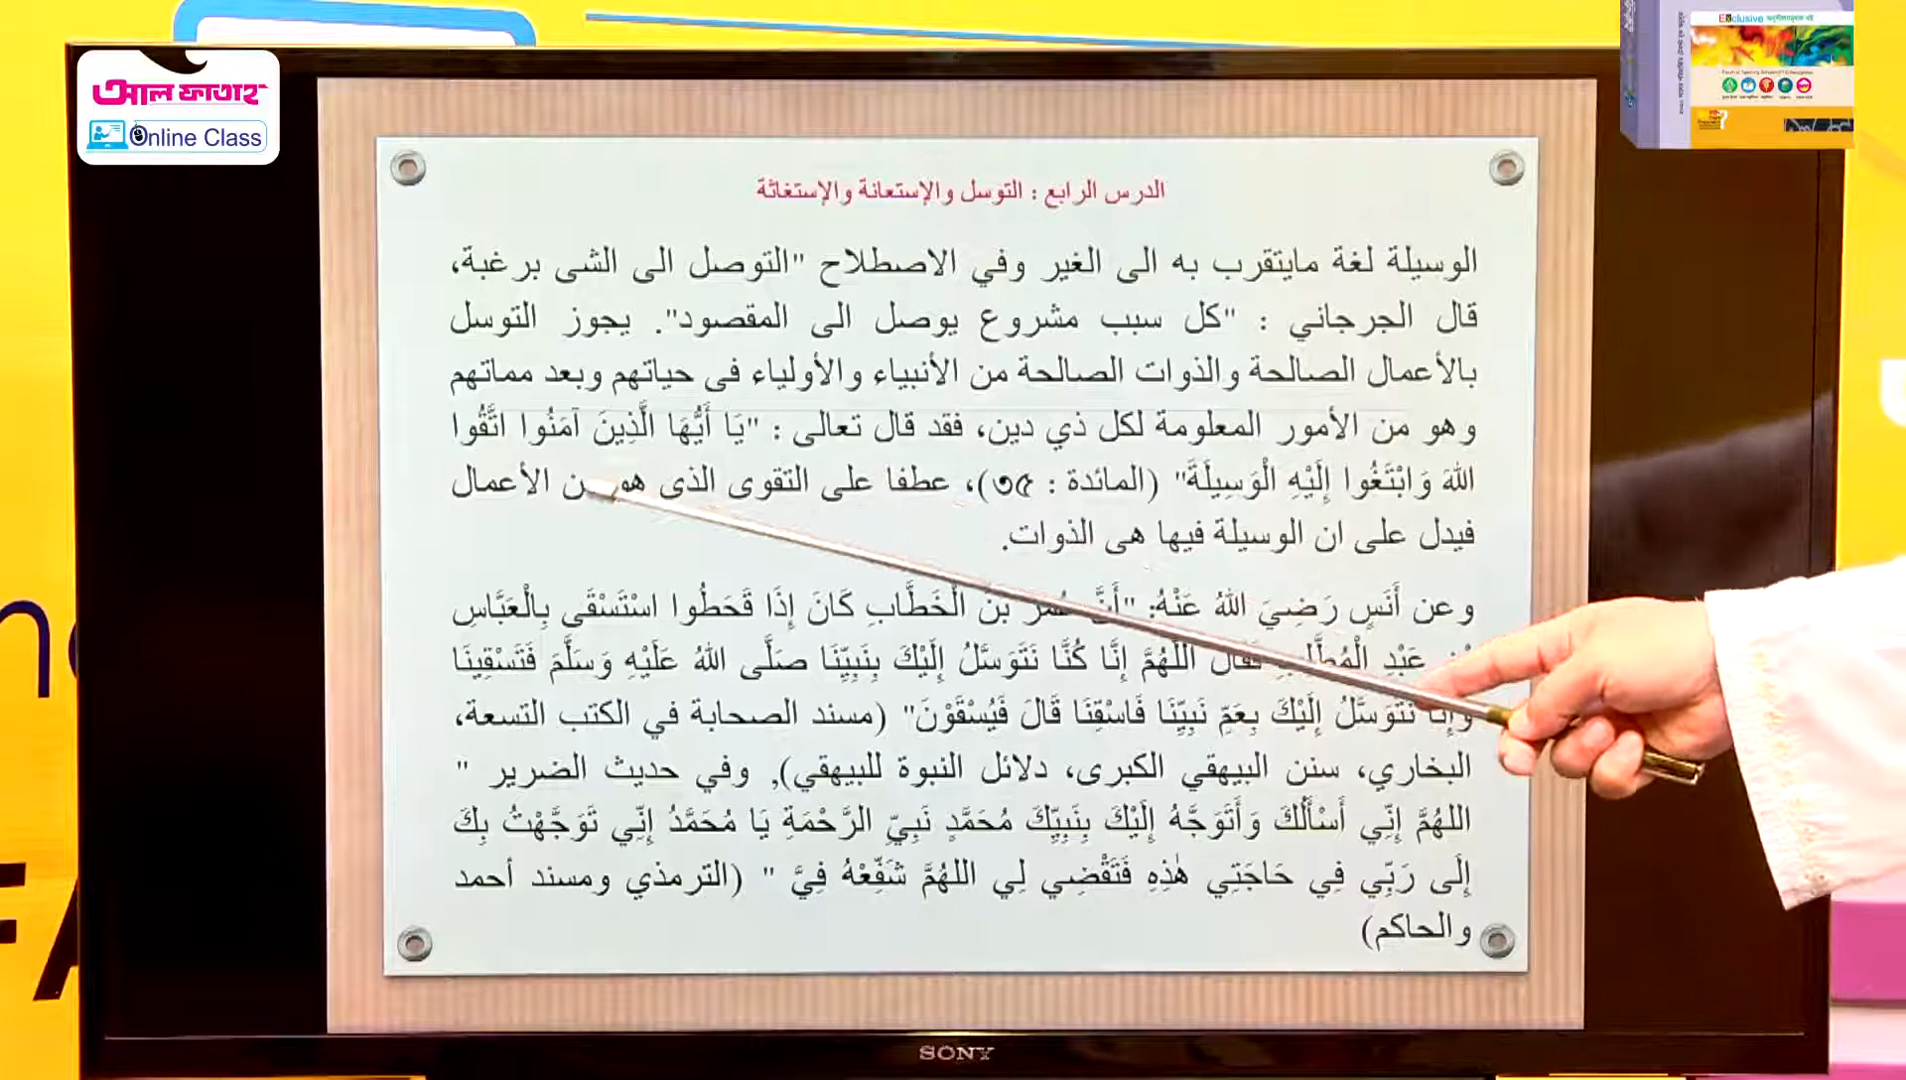 আল ফাতাহ
Online Class
Exclusive
الدرس الرابع : التوسل والإستعانة والإستغاثة
الوسيلة لغة مايتقرب به الى الغير وفي الاصطلاح "التوصل الى الشى برغبة،
قال الجرجاني : "كل سبب مشروع يوصل الى المقصود". يجوز التوسل
بالأعمال الصالحة والذوات الصالحة من الأنبياء والأولياء فى حياتهم وبعد مماتهم
وهو من الأمور المعلومة لكل ذي دين، فقد قال تعالى : "يَا أَيُّهَا الَّذِينَ آمَنُوا اتَّقُوا
اللهَ وَابْتَغُوا إِلَيْهِ الْوَسِيلَةَ" (المائدة : ৩৫)، عطفا على التقوى الذى هو الأعمال
فيدل على ان الوسيلة فيها هى الذوات.
وعن أَنَسٍ رَضِيَ اللهُ عَنْهُ: "أَنَّ عُمَرَ بْنَ الْخَطَّابِ كَانَ إِذَا قَحَطُوا اسْتَسْقَى بِالْعَبَّاسِ
بْنِ عَبْدِ الْمُطَّلِبِ فَقَالَ اللَّهُمَّ إِنَّا كُنَّا نَتَوَسَّلُ إِلَيْكَ بِنَبِيِّنَا صَلَّى اللهُ عَلَيْهِ وَسَلَّمَ فَتَسْقِينَا
وَإِنَّا نَتَوَسَّلُ إِلَيْكَ بِعَمِّ نَبِيِّنَا فَاسْقِنَا قَالَ فَيُسْقَوْنَ" (مسند الصحابة في الكتب التسعة،
البخاري، سنن البيهقي الكبرى، دلائل النبوة للبيهقي), وفي حديث الضرير "
اللهُمَّ إِنِّي أَسْأَلُكَ وَأَتَوَجَّهُ إِلَيْكَ بِنَبِيِّكَ مُحَمَّدٍ نَبِيِّ الرَّحْمَةِ يَا مُحَمَّدُ إِنِّي تَوَجَّهْتُ بِكَ
إِلَى رَبِّي فِي حَاجَتِي هٰذِهِ فَتَقْضِي لِي اللهُمَّ شَفِّعْهُ فِيَّ " (الترمذي ومسند أحمد
والحاكم)
SONY